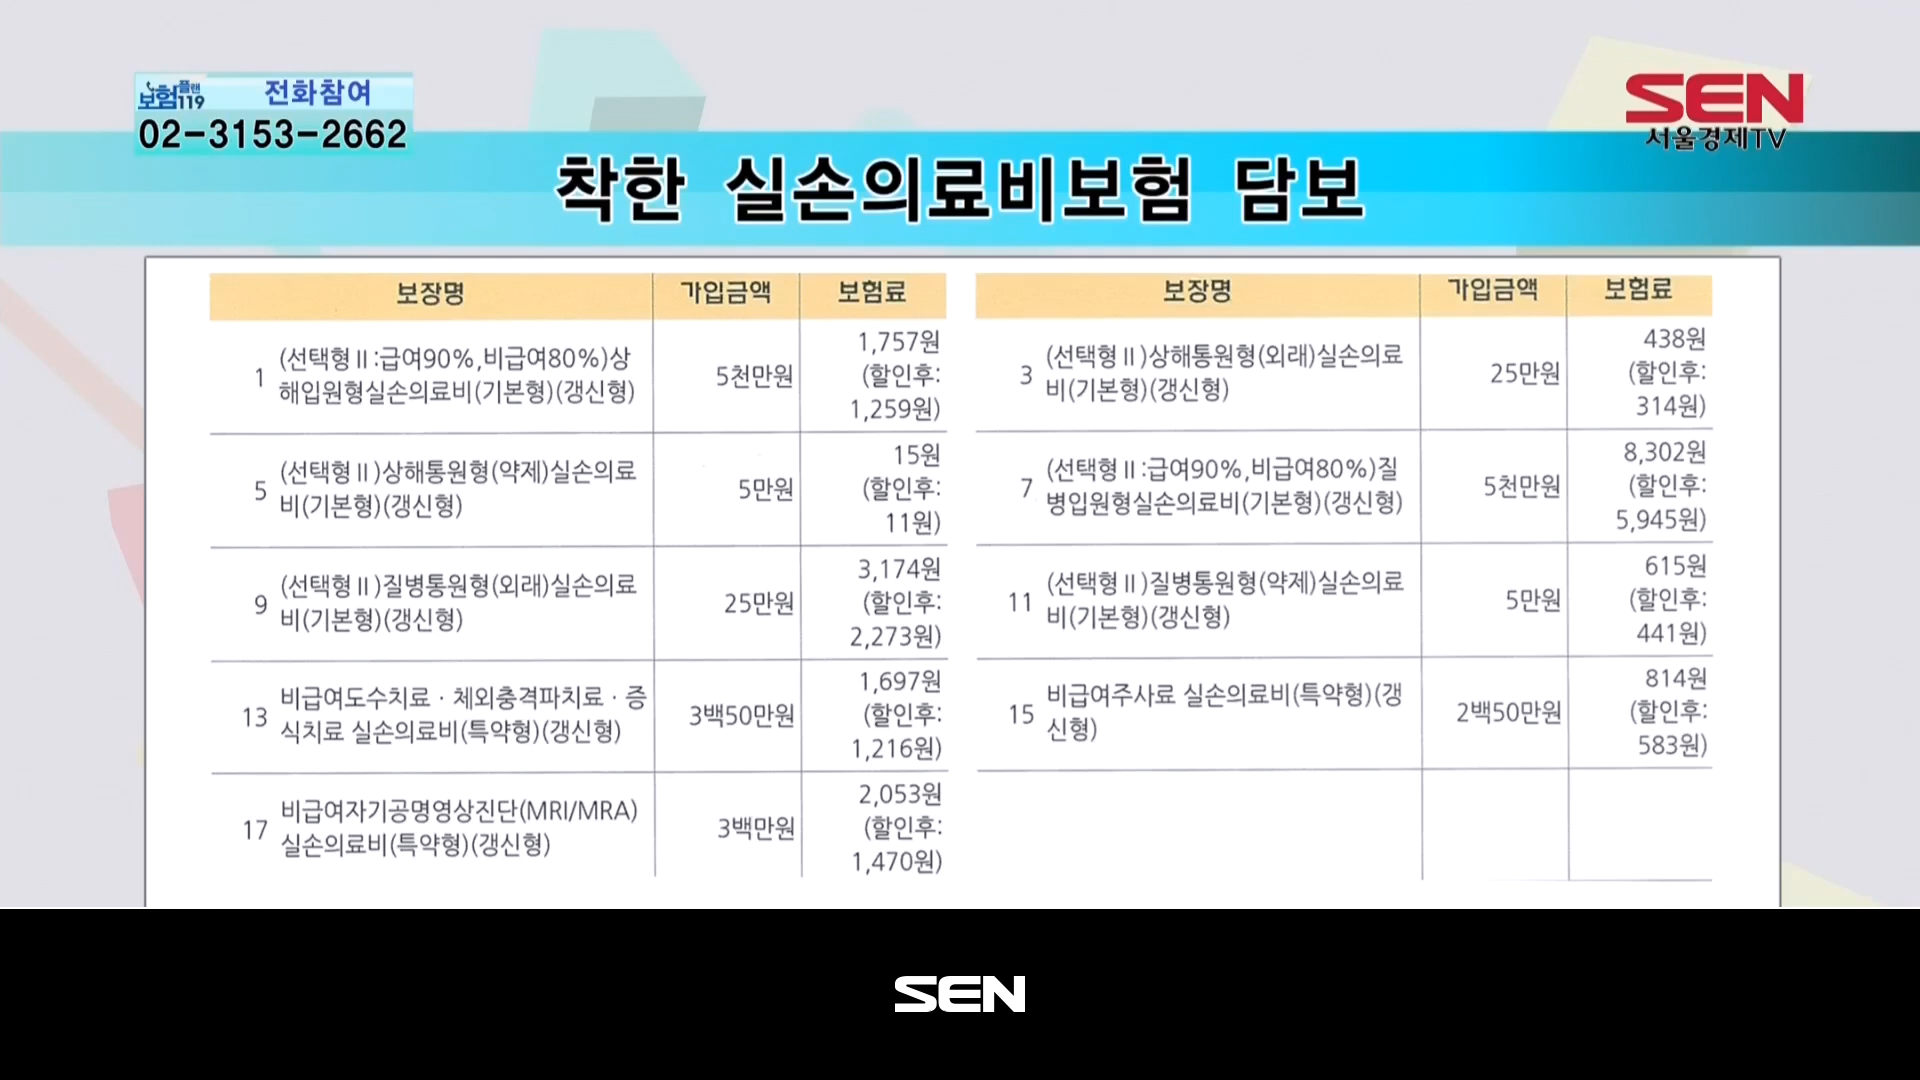 보험플랜119 전화참여
02-3153-2662
SEN
서울경제TV
착한 실손의료비보험 담보
보장명 가입금액 보험료
1 (선택형Ⅱ:급여90%,비급여80%)상해입원형실손의료비(기본형)(갱신형) 5천만원 1,757원 (할인후: 1,259원)
5 (선택형Ⅱ)상해통원형(약제)실손의료비(기본형)(갱신형) 5만원 15원 (할인후: 11원)
9 (선택형Ⅱ)질병통원형(외래)실손의료비(기본형)(갱신형) 25만원 3,174원 (할인후: 2,273원)
13 비급여도수치료·체외충격파치료·증식치료 실손의료비(특약형)(갱신형) 3백50만원 1,697원 (할인후: 1,216원)
17 비급여자기공명영상진단(MRI/MRA) 실손의료비(특약형)(갱신형) 3백만원 2,053원 (할인후: 1,470원)
보장명 가입금액 보험료
3 (선택형Ⅱ)상해통원형(외래)실손의료비(기본형)(갱신형) 25만원 438원 (할인후: 314원)
7 (선택형Ⅱ:급여90%,비급여80%)질병입원형실손의료비(기본형)(갱신형) 5천만원 8,302원 (할인후: 5,945원)
11 (선택형Ⅱ)질병통원형(약제)실손의료비(기본형)(갱신형) 5만원 615원 (할인후: 441원)
15 비급여주사료 실손의료비(특약형)(갱신형) 2백50만원 814원 (할인후: 583원)
SEN